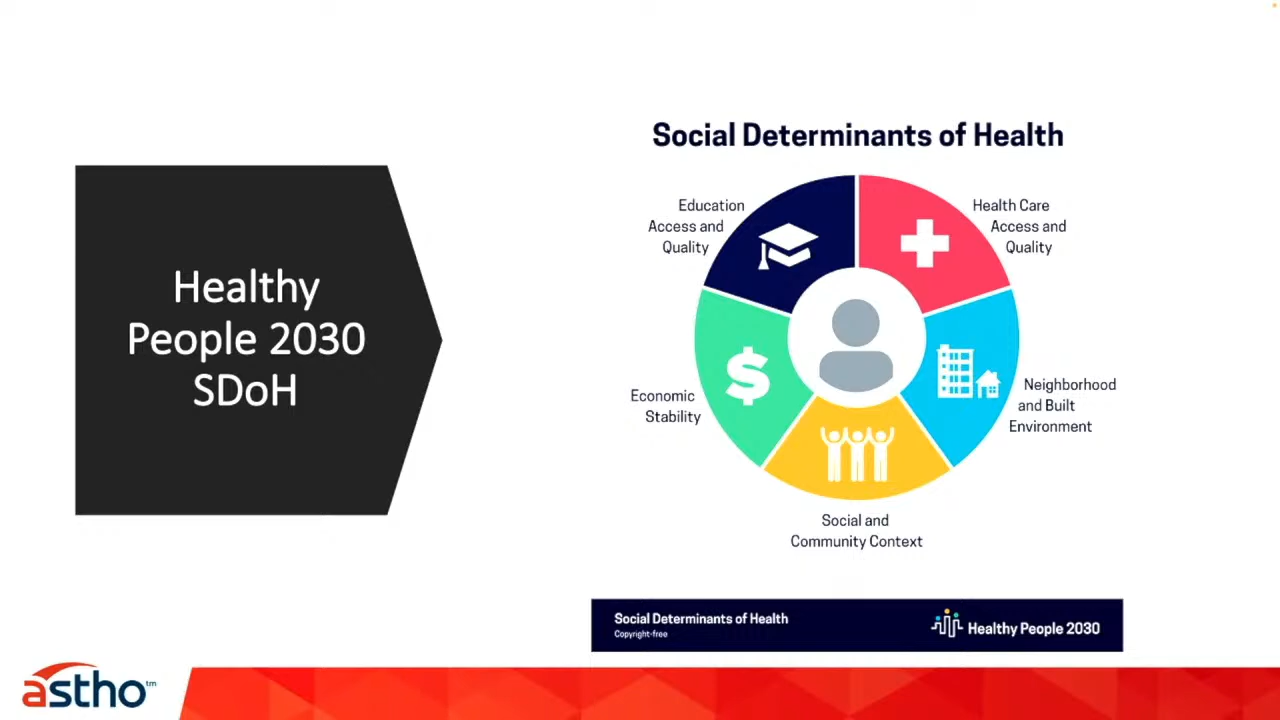 Healthy
People 2030
SDoH
Social Determinants of Health
Education
Access and
Quality
Health Care
Access and
Quality
Economic
Stability
$
Neighborhood
and Built
Environment
Social and
Community Context
Social Determinants of Health
Copyright-free
Healthy People 2030
astho™